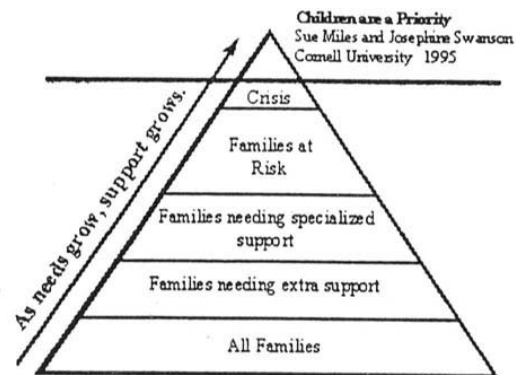 Children are a Priority
Sue Miles and Josephine Swanson
Cornell University 1995
As needs grow, support grows.
Crisis
Families at
Risk
Families needing specialized
support
Families needing extra support
All Families